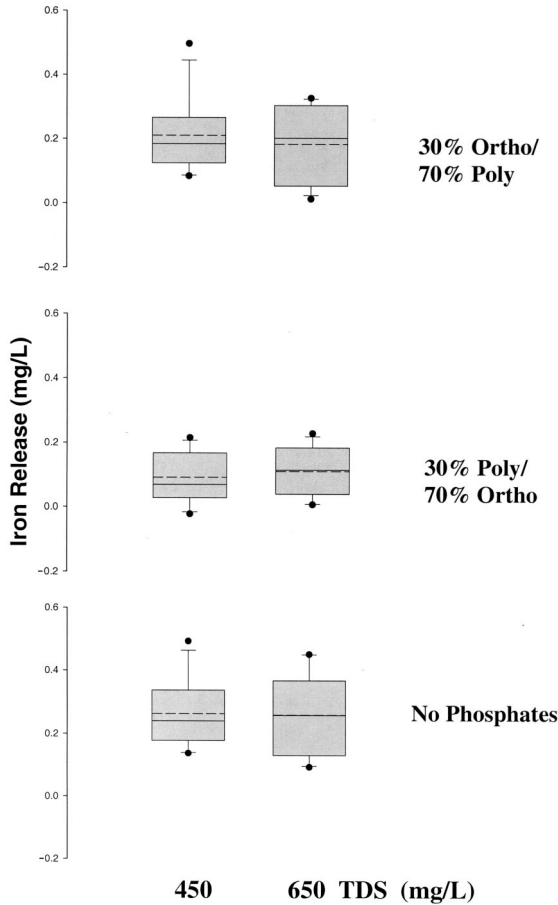 0.6
0.4
0.2
0.0
−0.2
30% Ortho/
70% Poly
Iron Release (mg/L)
0.6
0.4
0.2
0.0
−0.2
30% Poly/
70% Ortho
0.6
0.4
0.2
0.0
−0.2
No Phosphates
450 650 TDS (mg/L)